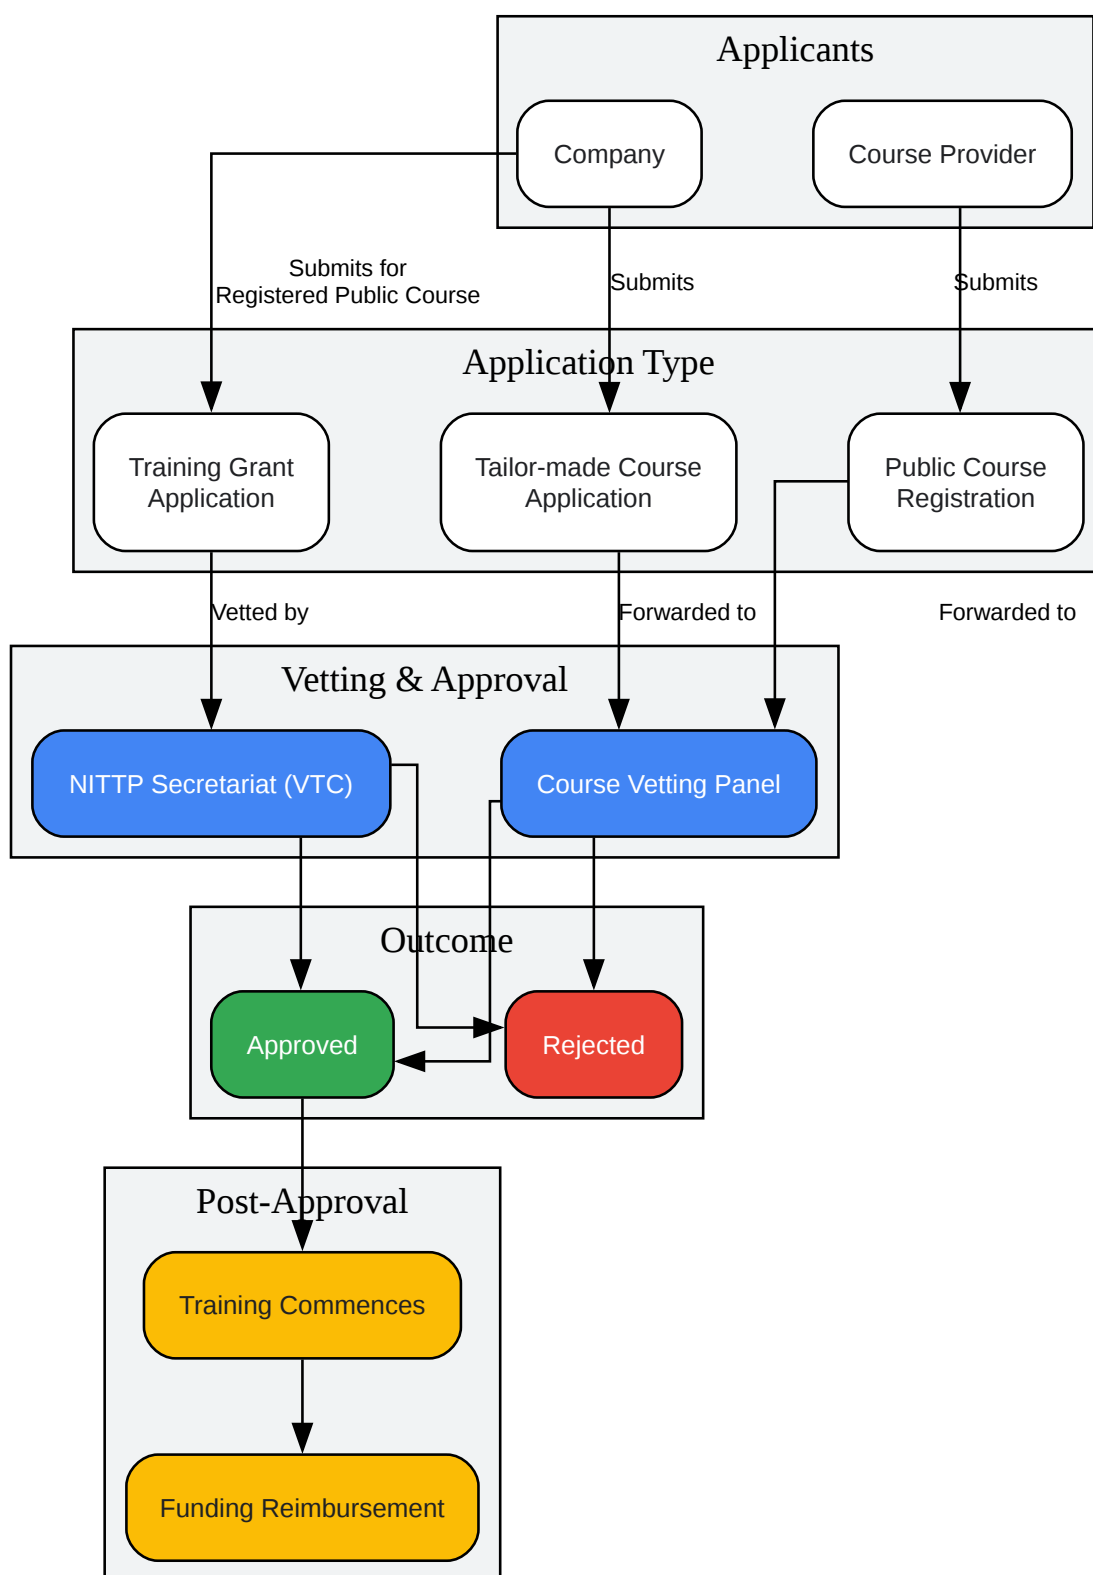 Applicants
Company
Course Provider
Submits for
Registered Public Course
Submits
Submits
Application Type
Training Grant
Application
Tailor-made Course
Application
Public Course
Registration
Vetted by
Forwarded to
Forwarded to
Vetting & Approval
NITTP Secretariat (VTC)
Course Vetting Panel
Outcome
Approved
Rejected
Post-Approval
Training Commences
Funding Reimbursement